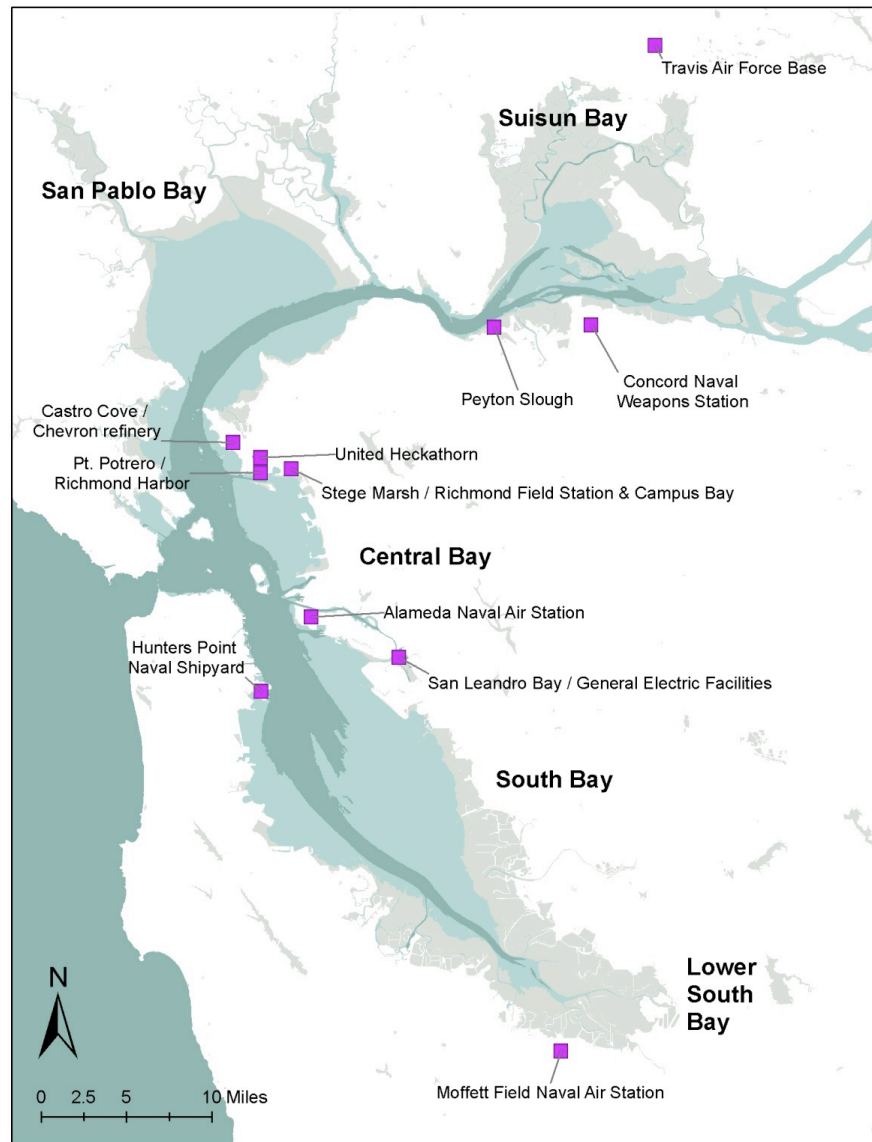 Travis Air Force Base
Suisun Bay
San Pablo Bay
Peyton Slough
Concord Naval
Weapons Station
Castro Cove /
Chevron refinery
United Heckathorn
Pt. Potrero /
Richmond Harbor
Stege Marsh / Richmond Field Station & Campus Bay
Central Bay
Alameda Naval Air Station
Hunters Point
Naval Shipyard
San Leandro Bay / General Electric Facilities
South Bay
Lower
South
Bay
N
Moffett Field Naval Air Station
0 2.5 5 10 Miles